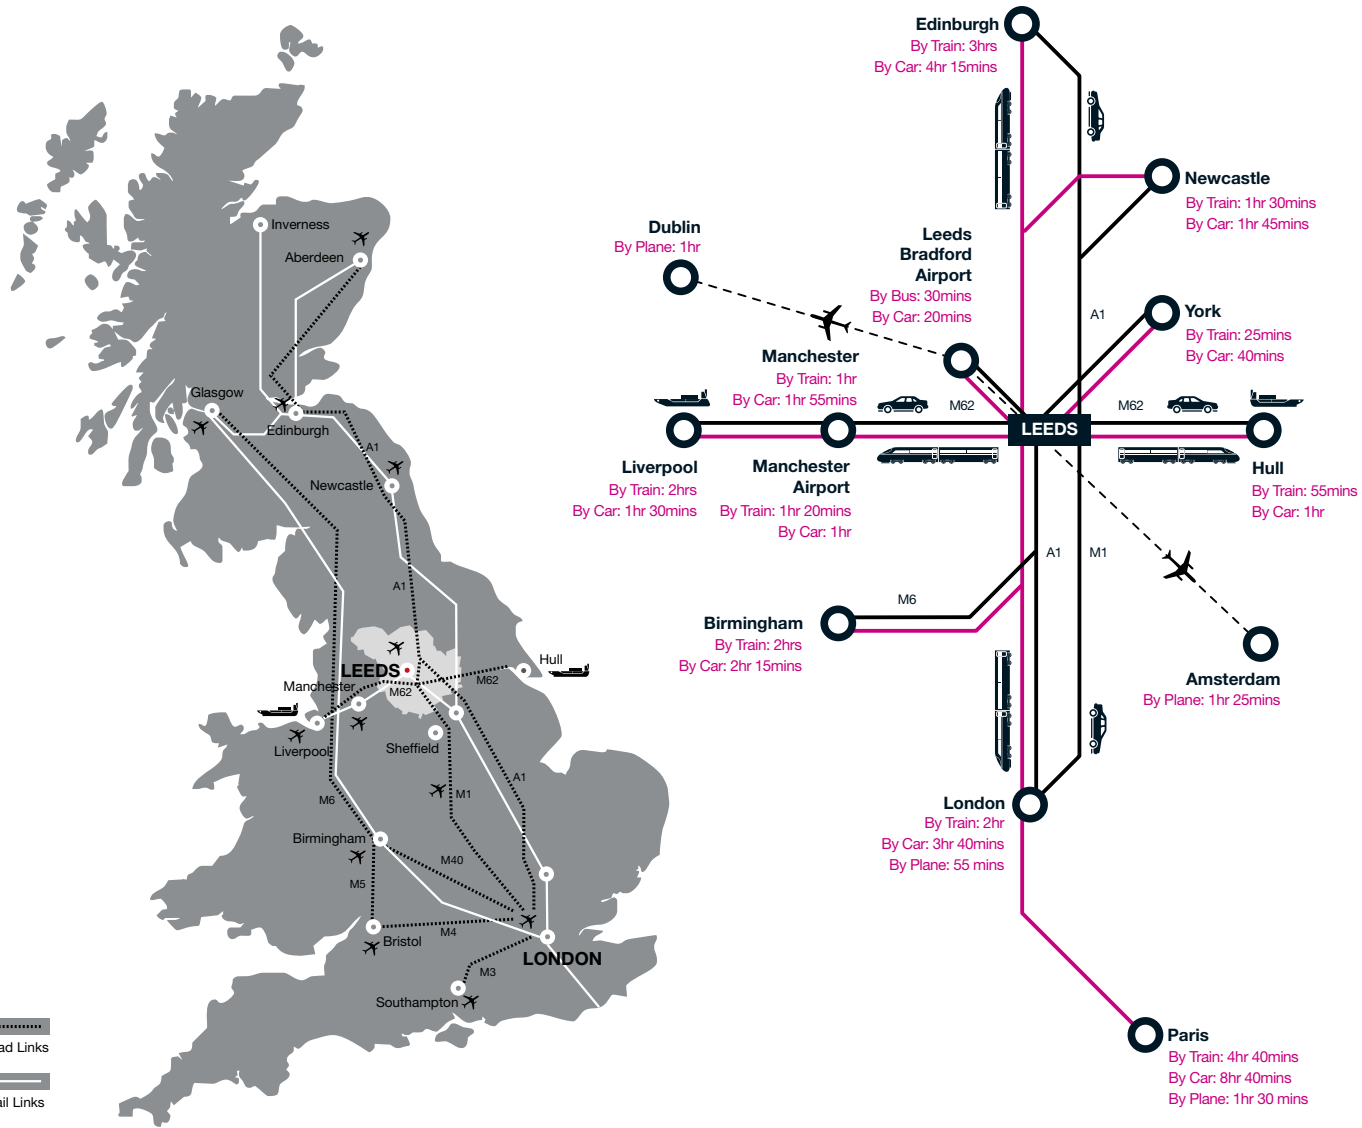 Inverness
Aberdeen
Glasgow
Edinburgh
A1
Newcastle
A1
LEEDS
Hull
M62
Manchester
M62
Liverpool
Sheffield
A1
M6
M1
Birmingham
M40
M5
M4
Bristol
LONDON
M3
Southampton
ad Links
ail Links
Edinburgh
By Train: 3hrs
By Car: 4hr 15mins
Newcastle
By Train: 1hr 30mins
By Car: 1hr 45mins
Dublin
By Plane: 1hr
Leeds
Bradford
Airport
By Bus: 30mins
By Car: 20mins
A1
York
By Train: 25mins
By Car: 40mins
Manchester
By Train: 1hr
By Car: 1hr 55mins
M62
M62
LEEDS
Liverpool
By Train: 2hrs
By Car: 1hr 30mins
Manchester
Airport
By Train: 1hr 20mins
By Car: 1hr
Hull
By Train: 55mins
By Car: 1hr
A1
M1
M6
Birmingham
By Train: 2hrs
By Car: 2hr 15mins
Amsterdam
By Plane: 1hr 25mins
London
By Train: 2hr
By Car: 3hr 40mins
By Plane: 55 mins
Paris
By Train: 4hr 40mins
By Car: 8hr 40mins
By Plane: 1hr 30 mins